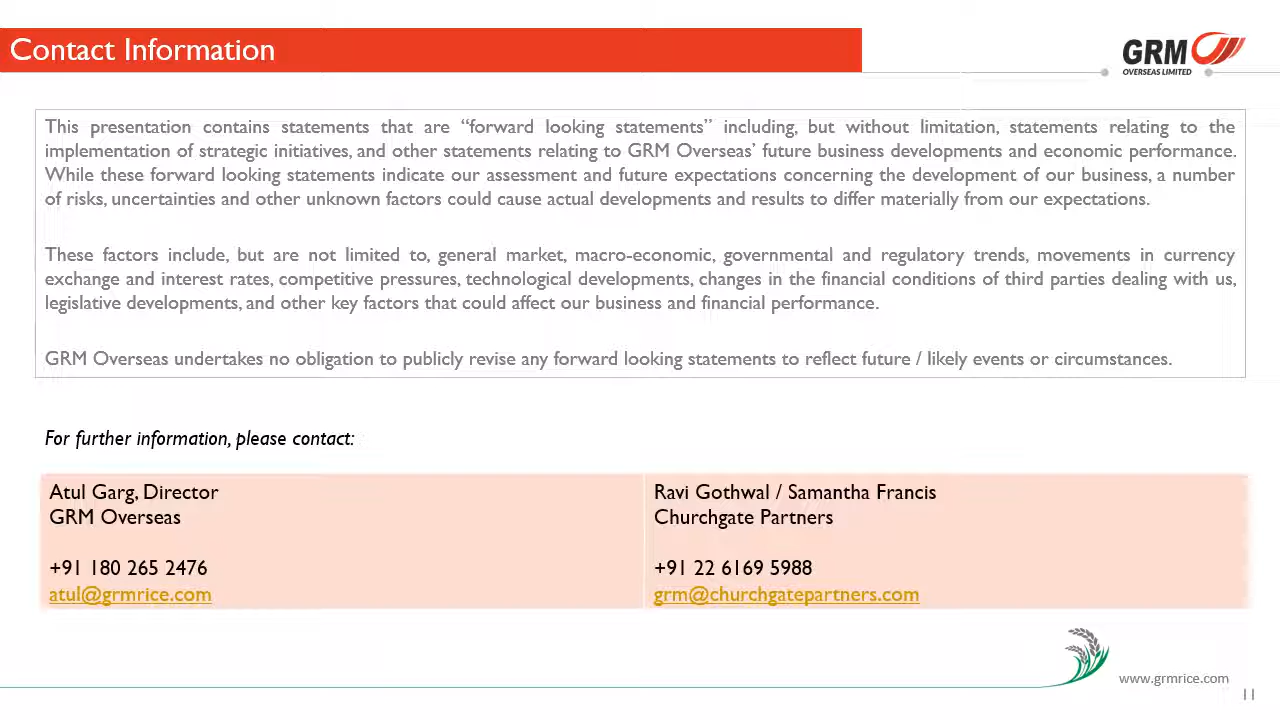 Contact Information
GRM
OVERSEAS LIMITED
This presentation contains statements that are “forward looking statements” including, but without limitation, statements relating to the
implementation of strategic initiatives, and other statements relating to GRM Overseas’ future business developments and economic performance.
While these forward looking statements indicate our assessment and future expectations concerning the development of our business, a number
of risks, uncertainties and other unknown factors could cause actual developments and results to differ materially from our expectations.
These factors include, but are not limited to, general market, macro-economic, governmental and regulatory trends, movements in currency
exchange and interest rates, competitive pressures, technological developments, changes in the financial conditions of third parties dealing with us,
legislative developments, and other key factors that could affect our business and financial performance.
GRM Overseas undertakes no obligation to publicly revise any forward looking statements to reflect future / likely events or circumstances.
For further information, please contact:
Atul Garg, Director
GRM Overseas
+91 180 265 2476
atul@grmrice.com
Ravi Gothwal / Samantha Francis
Churchgate Partners
+91 22 6169 5988
grm@churchgatepartners.com
www.grmrice.com
11